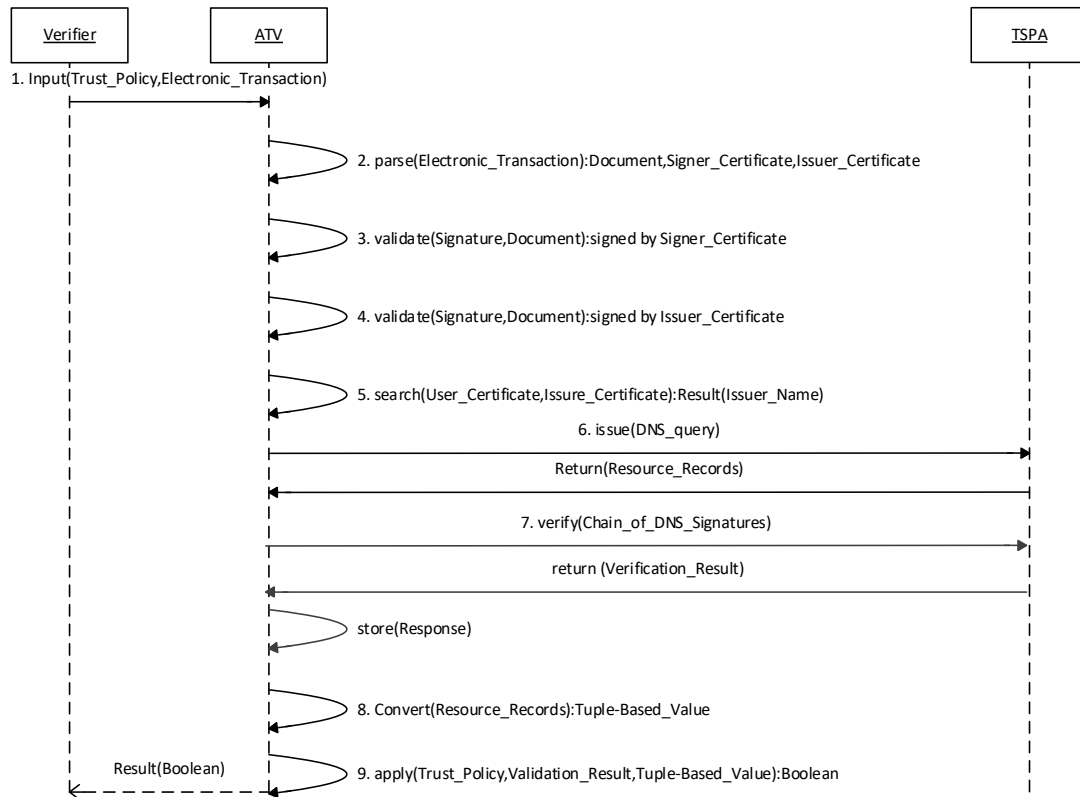 Verifier
ATV
TSPA
1. Input(Trust_Policy,Electronic_Transaction)
2. parse(Electronic_Transaction):Document,Signer_Certificate,Issuer_Certificate
3. validate(Signature,Document):signed by Signer_Certificate
4. validate(Signature,Document):signed by Issuer_Certificate
5. search(User_Certificate,Issure_Certificate):Result(Issuer_Name)
6. issue(DNS_query)
Return(Resource_Records)
7. verify(Chain_of_DNS_Signatures)
return (Verification_Result)
store(Response)
8. Convert(Resource_Records):Tuple-Based_Value
Result(Boolean)
9. apply(Trust_Policy,Validation_Result,Tuple-Based_Value):Boolean